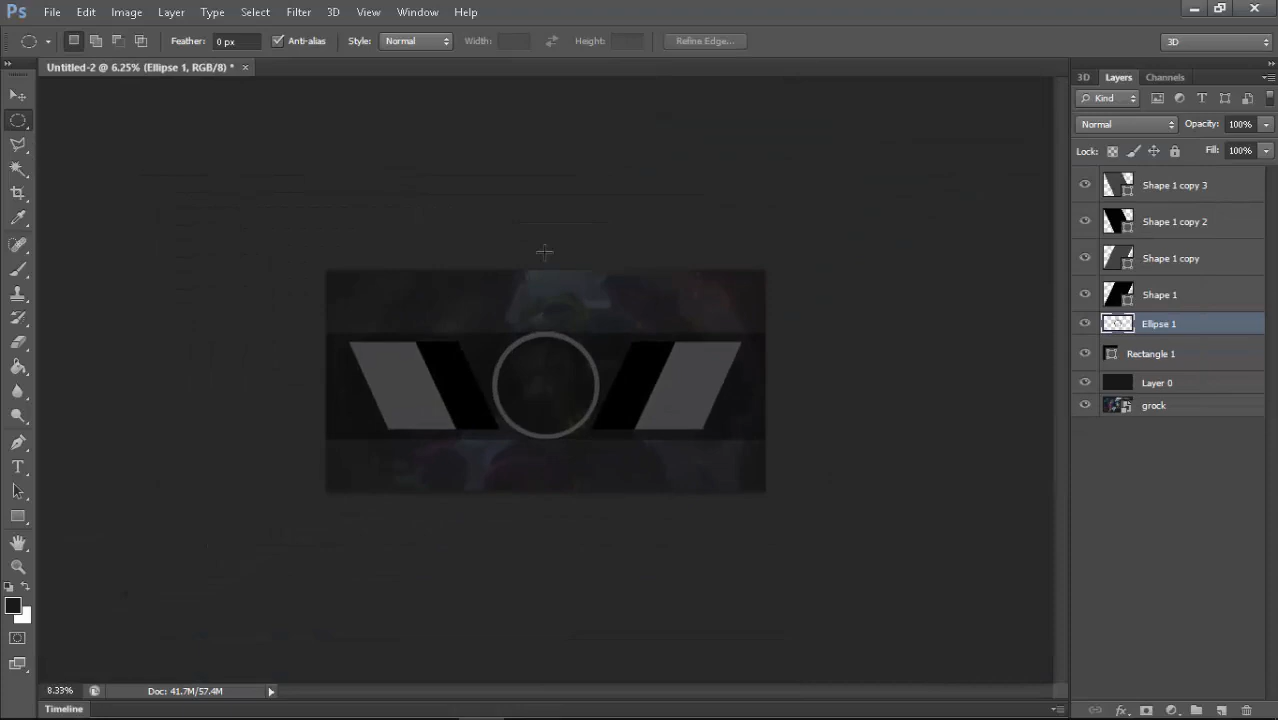 Ps File Edit Image Layer Type Select Filter 3D View Window Help
Feather: 0 px Anti-alias Style: Normal Width: Height: Refine Edge... 3D
Untitled-2 @ 6.25% (Ellipse 1, RGB/8) * ×
3D Layers Channels
Kind
Normal Opacity: 100%
Lock: Fill: 100%
Shape 1 copy 3
Shape 1 copy 2
Shape 1 copy
Shape 1
Ellipse 1
Rectangle 1
Layer 0
grock
8.33% Doc: 41.7M/57.4M
Timeline